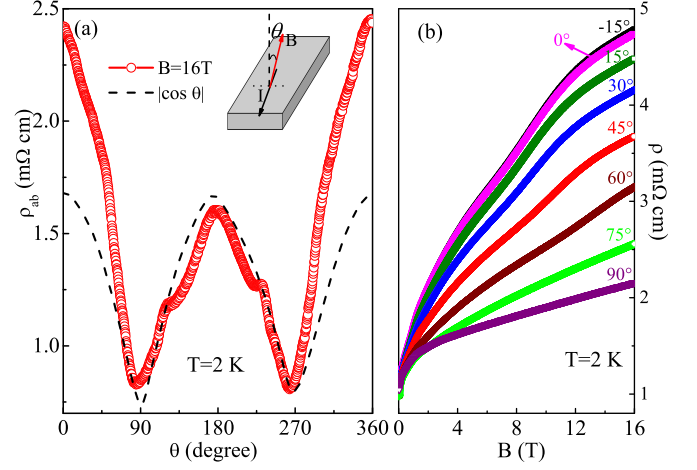 (a)
θ
B
I
B=16T
|cos θ|
T=2 K
ρab (mΩ cm)
2.5
2.0
1.5
1.0
0 90 180 270 360
θ (degree)
(b)
-15°
0°
15°
30°
45°
60°
75°
90°
T=2 K
5
4
3
2
1
ρ (mΩ cm)
0 4 8 12 16
B (T)